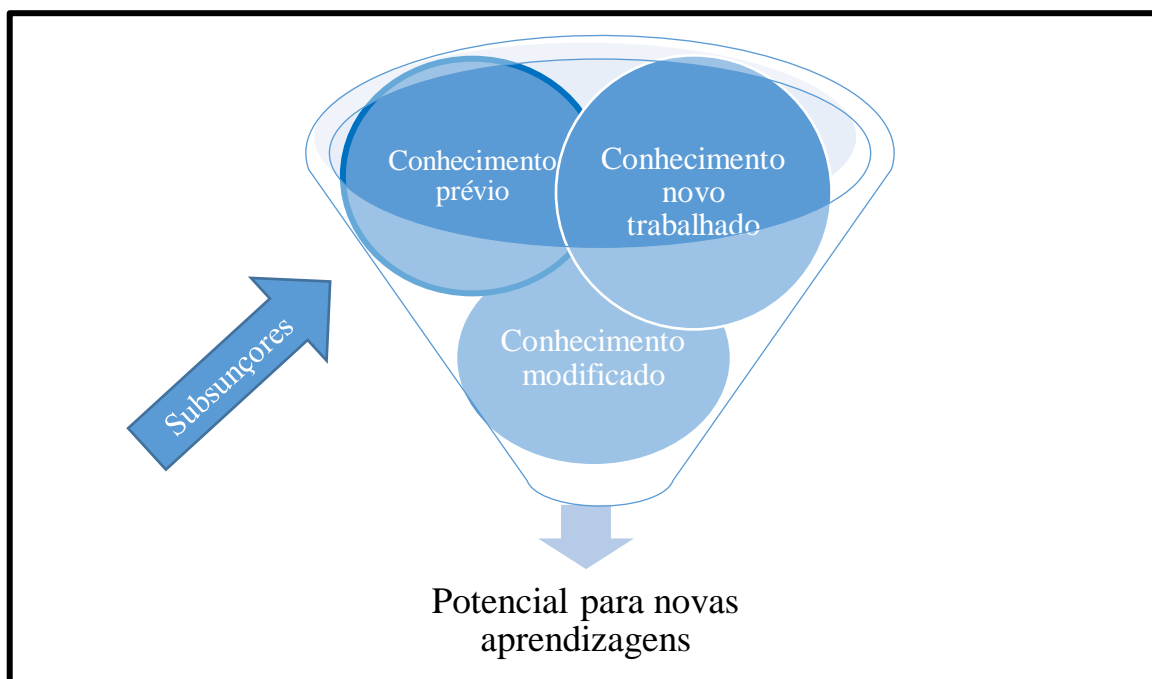 Conhecimento
prévio
Conhecimento
novo
trabalhado
Subsunçores
Conhecimento
modificado
Potencial para novas
aprendizagens